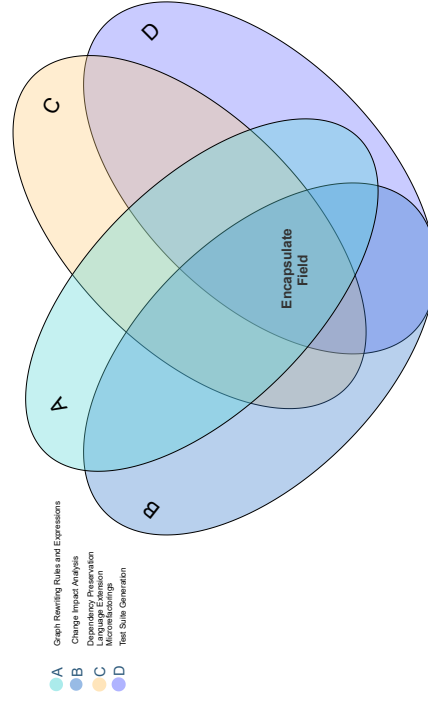 D
C
A
B
Encapsulate
Field
A Graph Rewriting Rules and Expressions
B Change Impact Analysis
Dependency Preservation
C Language Extension
Microrefactorings
D Test Suite Generation